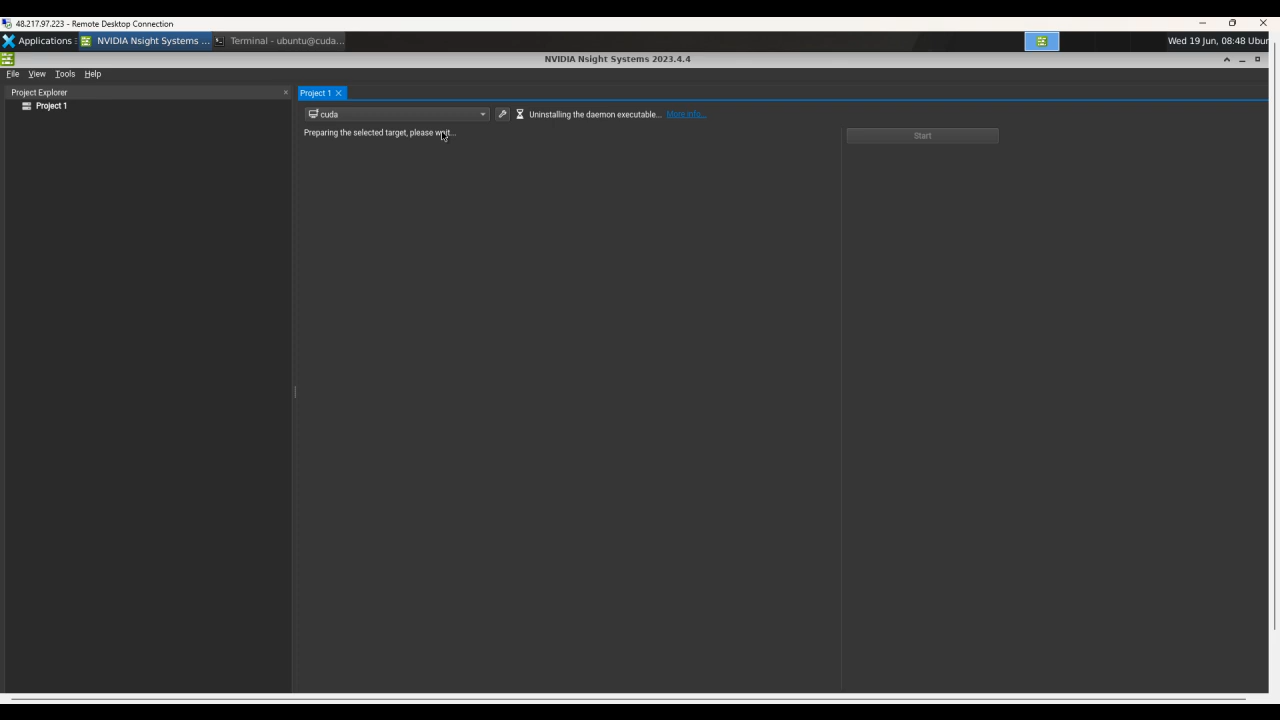 48.217.97.223 - Remote Desktop Connection
Applications NVIDIA Nsight Systems ... Terminal - ubuntu@cuda... Wed 19 Jun, 08:48 Ubun
NVIDIA Nsight Systems 2023.4.4
File View Tools Help
Project Explorer
Project 1
Project 1
cuda Uninstalling the daemon executable... More info...
Preparing the selected target, please wait...
Start